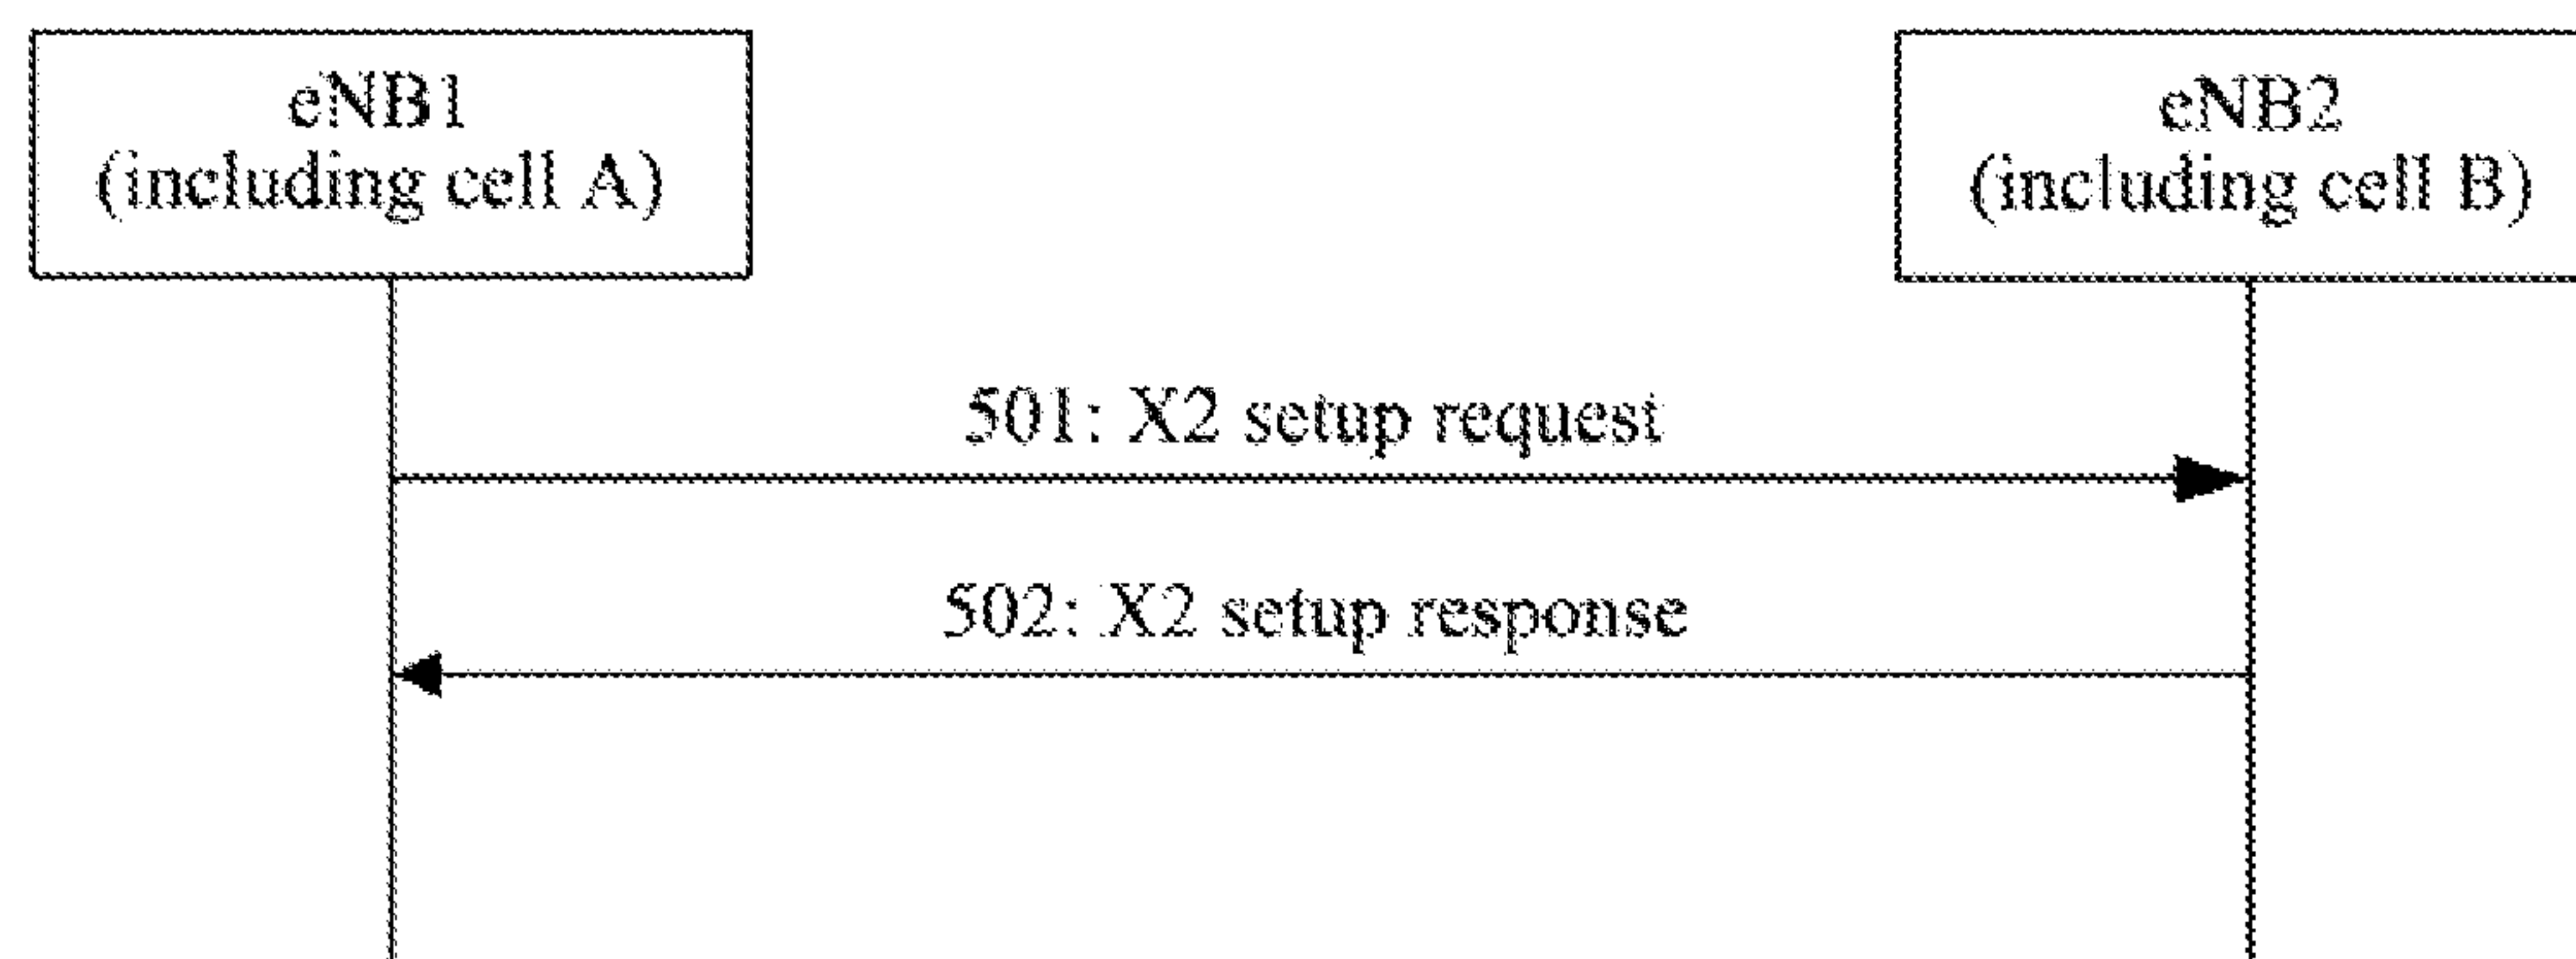 eNB1
(including cell A)
eNB2
(including cell B)
501: X2 setup request
502: X2 setup response